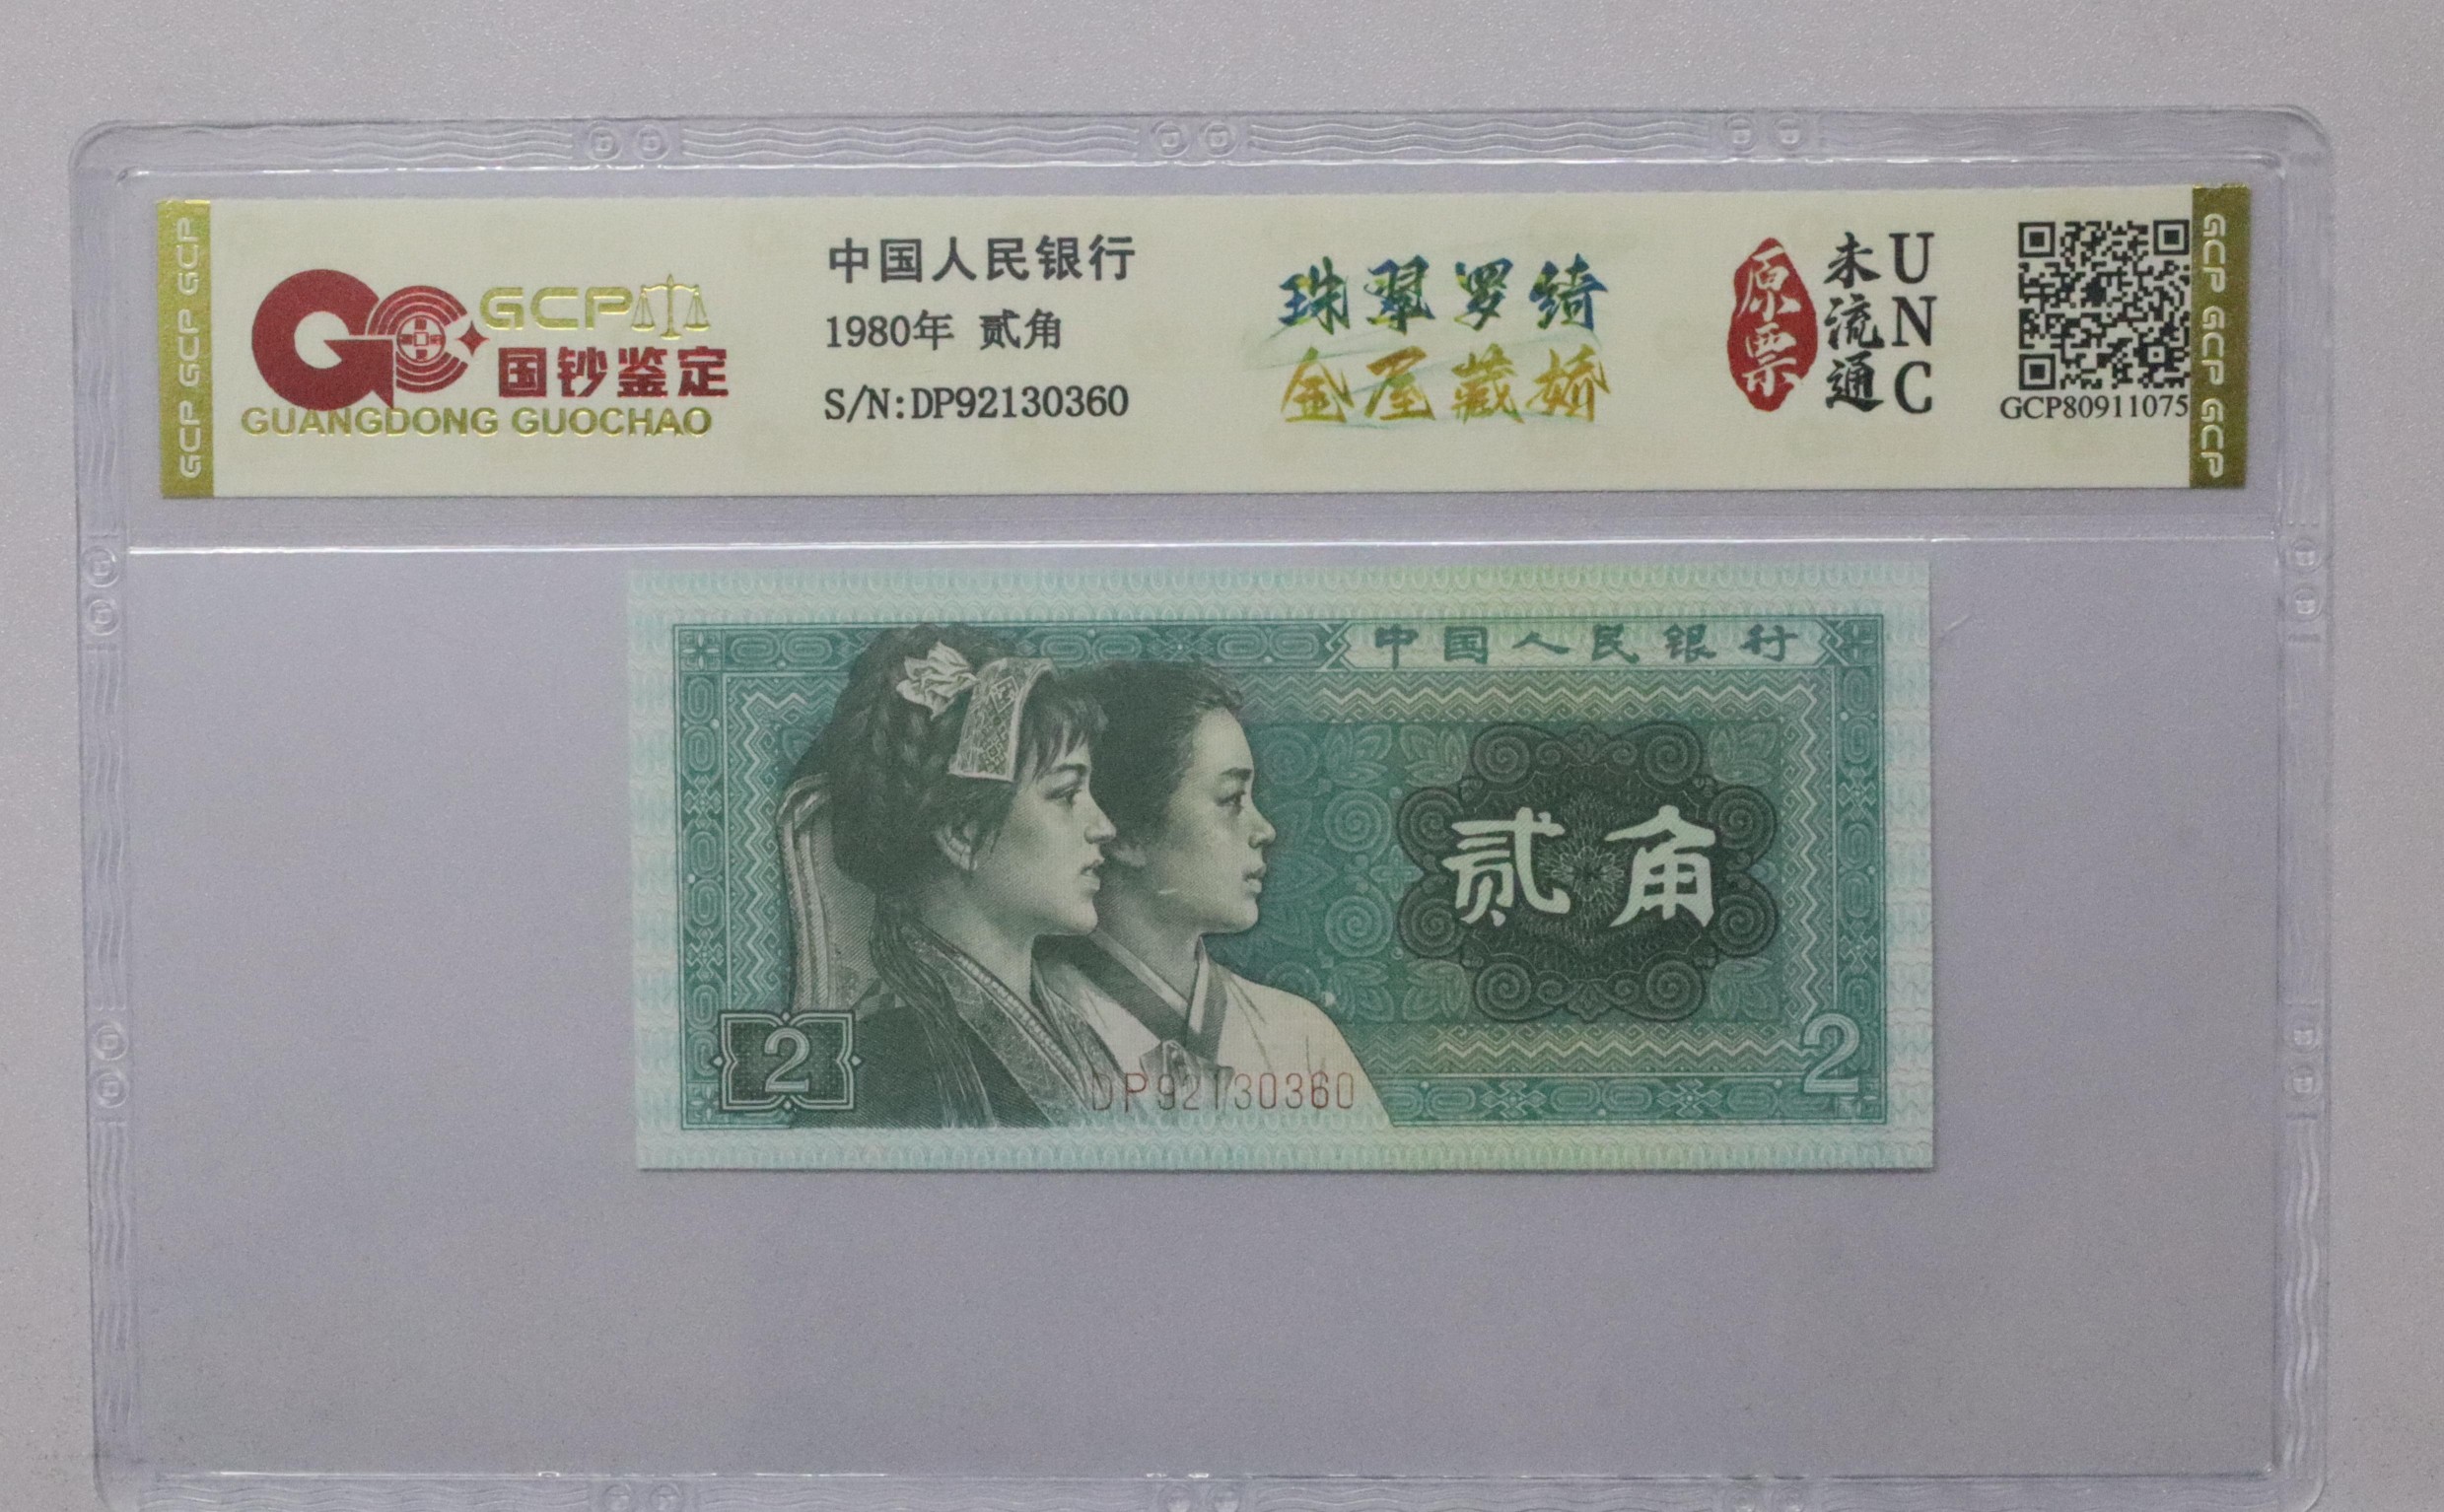 GCP GCP GCP
GCP
国钞鉴定
GUANGDONG GUOCHAO
中国人民银行
1980年 贰角
S/N:DP92130360
珠翠罗绮
金屋藏娇
原票
未流通
UNC
GCP80911075
GCP GCP GCP
中国人民银行
贰角
2
DP92130360
2